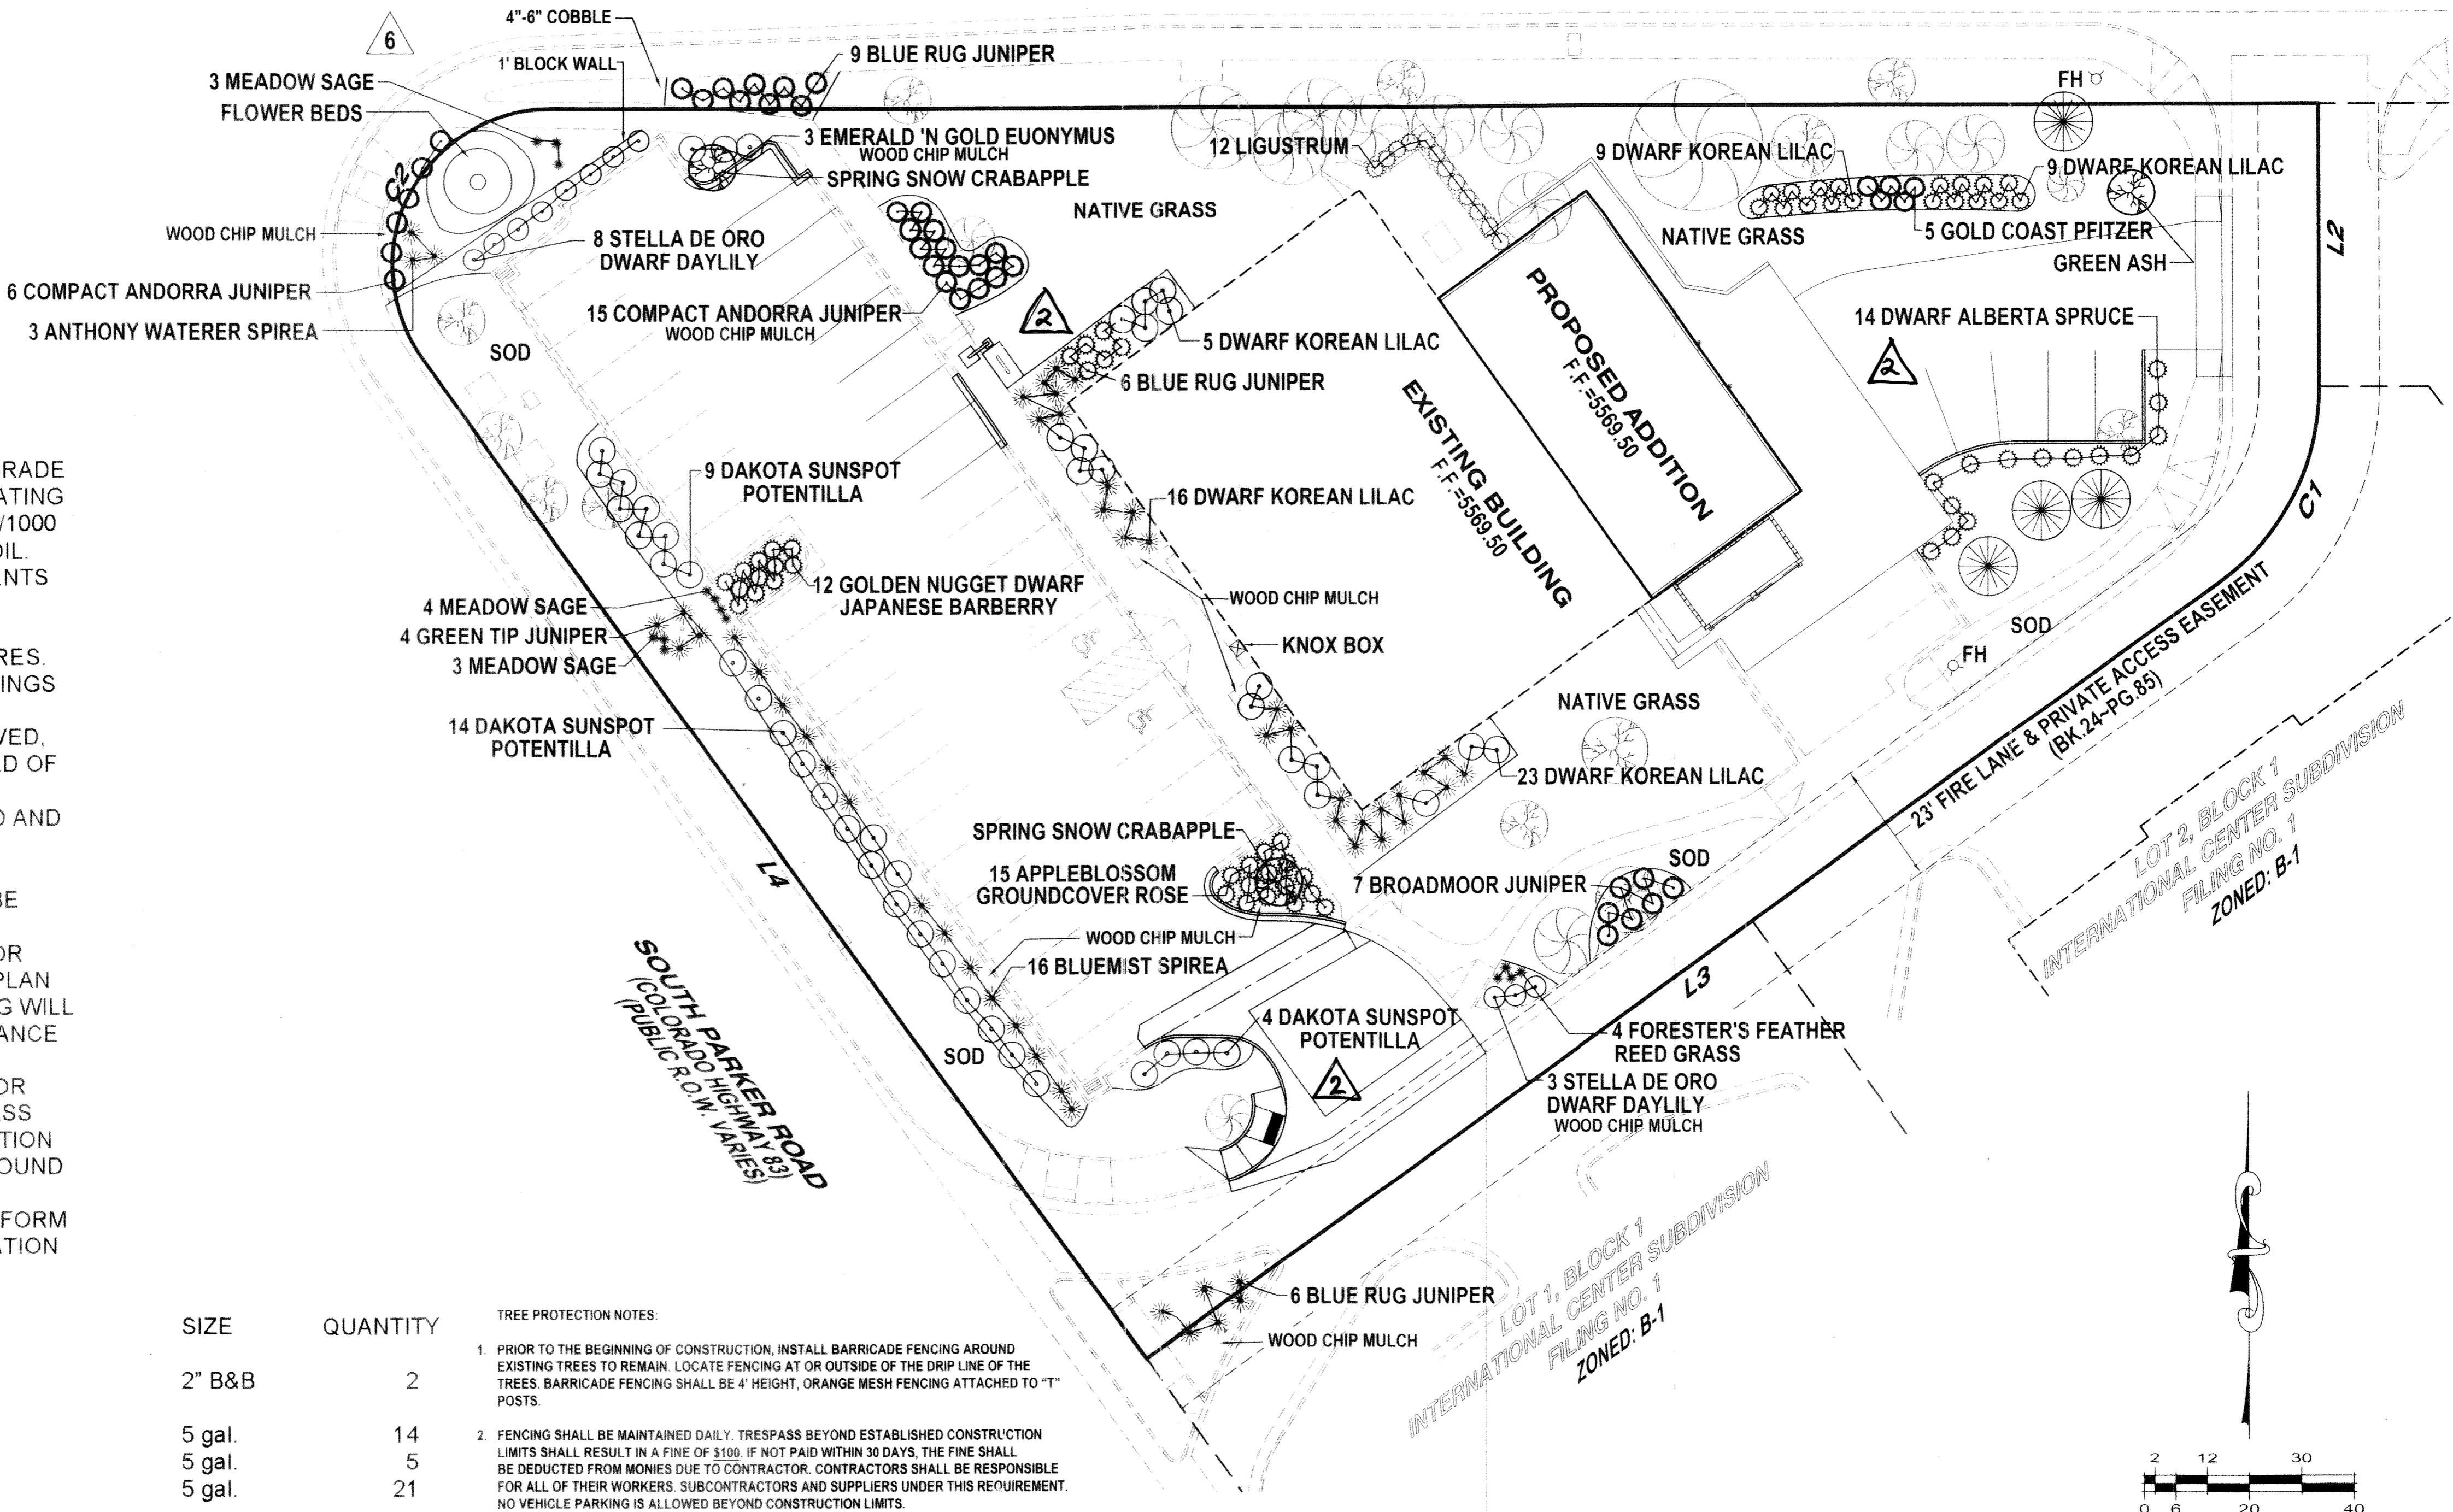 6
4"-6" COBBLE
1' BLOCK WALL
3 MEADOW SAGE
FLOWER BEDS
9 BLUE RUG JUNIPER
3 EMERALD 'N GOLD EUONYMUS
WOOD CHIP MULCH
SPRING SNOW CRABAPPLE
12 LIGUSTRUM
9 DWARF KOREAN LILAC
FH
9 DWARF KOREAN LILAC
NATIVE GRASS
NATIVE GRASS
5 GOLD COAST PFITZER
GREEN ASH
L2
C2
WOOD CHIP MULCH
8 STELLA DE ORO
DWARF DAYLILY
6 COMPACT ANDORRA JUNIPER
3 ANTHONY WATERER SPIREA
SOD
15 COMPACT ANDORRA JUNIPER
WOOD CHIP MULCH
2
5 DWARF KOREAN LILAC
6 BLUE RUG JUNIPER
PROPOSED ADDITION
F.F.=5569.50
EXISTING BUILDING
F.F.=5569.50
14 DWARF ALBERTA SPRUCE
2
9 DAKOTA SUNSPOT
POTENTILLA
16 DWARF KOREAN LILAC
C1
12 GOLDEN NUGGET DWARF
JAPANESE BARBERRY
4 MEADOW SAGE
4 GREEN TIP JUNIPER
3 MEADOW SAGE
WOOD CHIP MULCH
KNOX BOX
SOD
FH
23' FIRE LANE & PRIVATE ACCESS EASEMENT
(BK.24~PG.85)
14 DAKOTA SUNSPOT
POTENTILLA
NATIVE GRASS
23 DWARF KOREAN LILAC
SPRING SNOW CRABAPPLE
15 APPLEBLOSSOM
GROUNDCOVER ROSE
7 BROADMOOR JUNIPER
SOD
LOT 2, BLOCK 1
INTERNATIONAL CENTER SUBDIVISION
FILING NO. 1
ZONED: B-1
L4
WOOD CHIP MULCH
16 BLUEMIST SPIREA
L3
SOUTH PARKER ROAD
(COLORADO HIGHWAY 83)
(PUBLIC R.O.W. VARIES)
SOD
4 DAKOTA SUNSPOT
POTENTILLA
2
4 FORESTER'S FEATHER
REED GRASS
3 STELLA DE ORO
DWARF DAYLILY
WOOD CHIP MULCH
6 BLUE RUG JUNIPER
WOOD CHIP MULCH
LOT 1, BLOCK 1
INTERNATIONAL CENTER SUBDIVISION
FILING NO. 1
ZONED: B-1
RADE
ATING
/1000
OIL.
ANTS
RES.
INGS
VED,
D OF
D AND
BE
OR
PLAN
G WILL
ANCE
OR
SS
TION
OUND
FORM
ATION
SIZE QUANTITY
2" B&B 2
5 gal. 14
5 gal. 5
5 gal. 21
TREE PROTECTION NOTES:
1. PRIOR TO THE BEGINNING OF CONSTRUCTION, INSTALL BARRICADE FENCING AROUND
EXISTING TREES TO REMAIN. LOCATE FENCING AT OR OUTSIDE OF THE DRIP LINE OF THE
TREES. BARRICADE FENCING SHALL BE 4' HEIGHT, ORANGE MESH FENCING ATTACHED TO "T"
POSTS.
2. FENCING SHALL BE MAINTAINED DAILY. TRESPASS BEYOND ESTABLISHED CONSTRUCTION
LIMITS SHALL RESULT IN A FINE OF $100. IF NOT PAID WITHIN 30 DAYS, THE FINE SHALL
BE DEDUCTED FROM MONIES DUE TO CONTRACTOR. CONTRACTORS SHALL BE RESPONSIBLE
FOR ALL OF THEIR WORKERS. SUBCONTRACTORS AND SUPPLIERS UNDER THIS REQUIREMENT.
NO VEHICLE PARKING IS ALLOWED BEYOND CONSTRUCTION LIMITS.
2 12 30
0 6 20 40